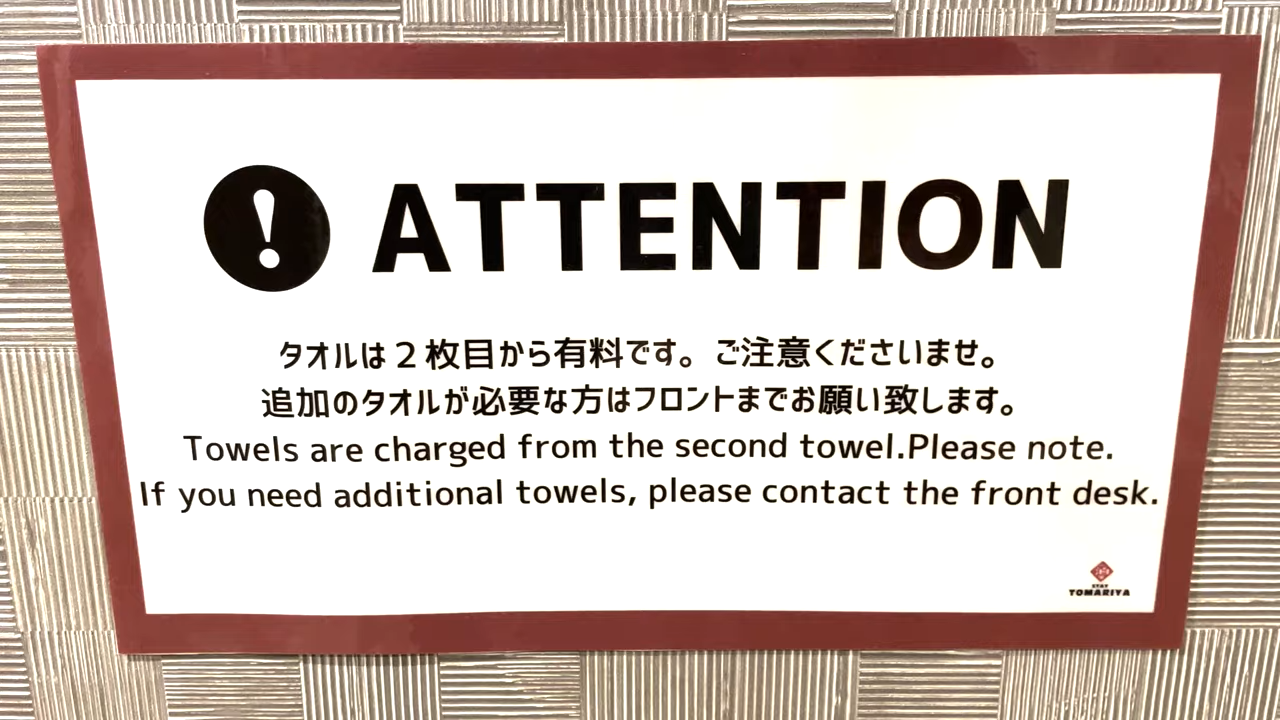 ATTENTION
タオルは2枚目から有料です。ご注意くださいませ。
追加のタオルが必要な方はフロントまでお願い致します。
Towels are charged from the second towel.Please note.
If you need additional towels, please contact the front desk.
STAY
TOMARIYA